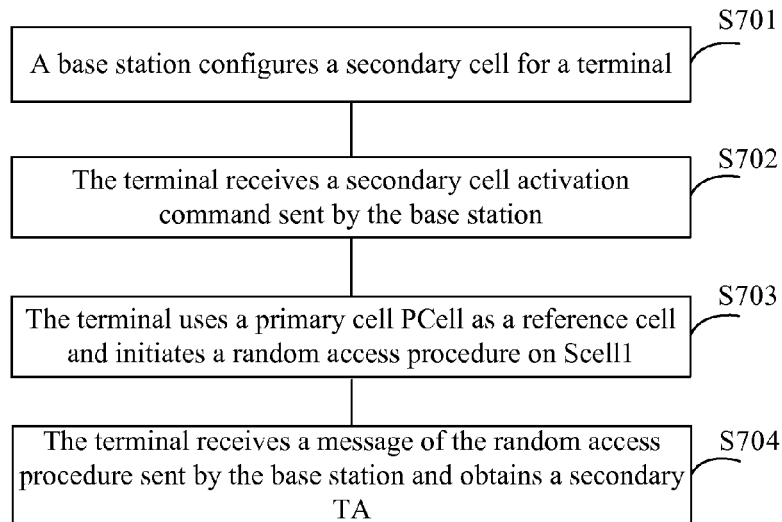 S701
A base station configures a secondary cell for a terminal
S702
The terminal receives a secondary cell activation
command sent by the base station
S703
The terminal uses a primary cell PCell as a reference cell
and initiates a random access procedure on Scell1
S704
The terminal receives a message of the random access
procedure sent by the base station and obtains a secondary
TA